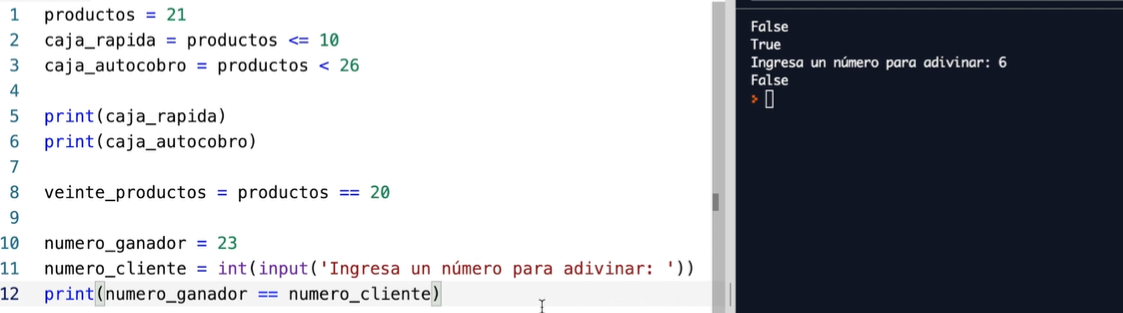 1 productos = 21
2 caja_rapida = productos <= 10
3 caja_autocobro = productos < 26
4
5 print(caja_rapida)
6 print(caja_autocobro)
7
8 veinte_productos = productos == 20
9
10 numero_ganador = 23
11 numero_cliente = int(input('Ingresa un número para adivinar: '))
12 print(numero_ganador == numero_cliente)
False
True
Ingresa un número para adivinar: 6
False
>